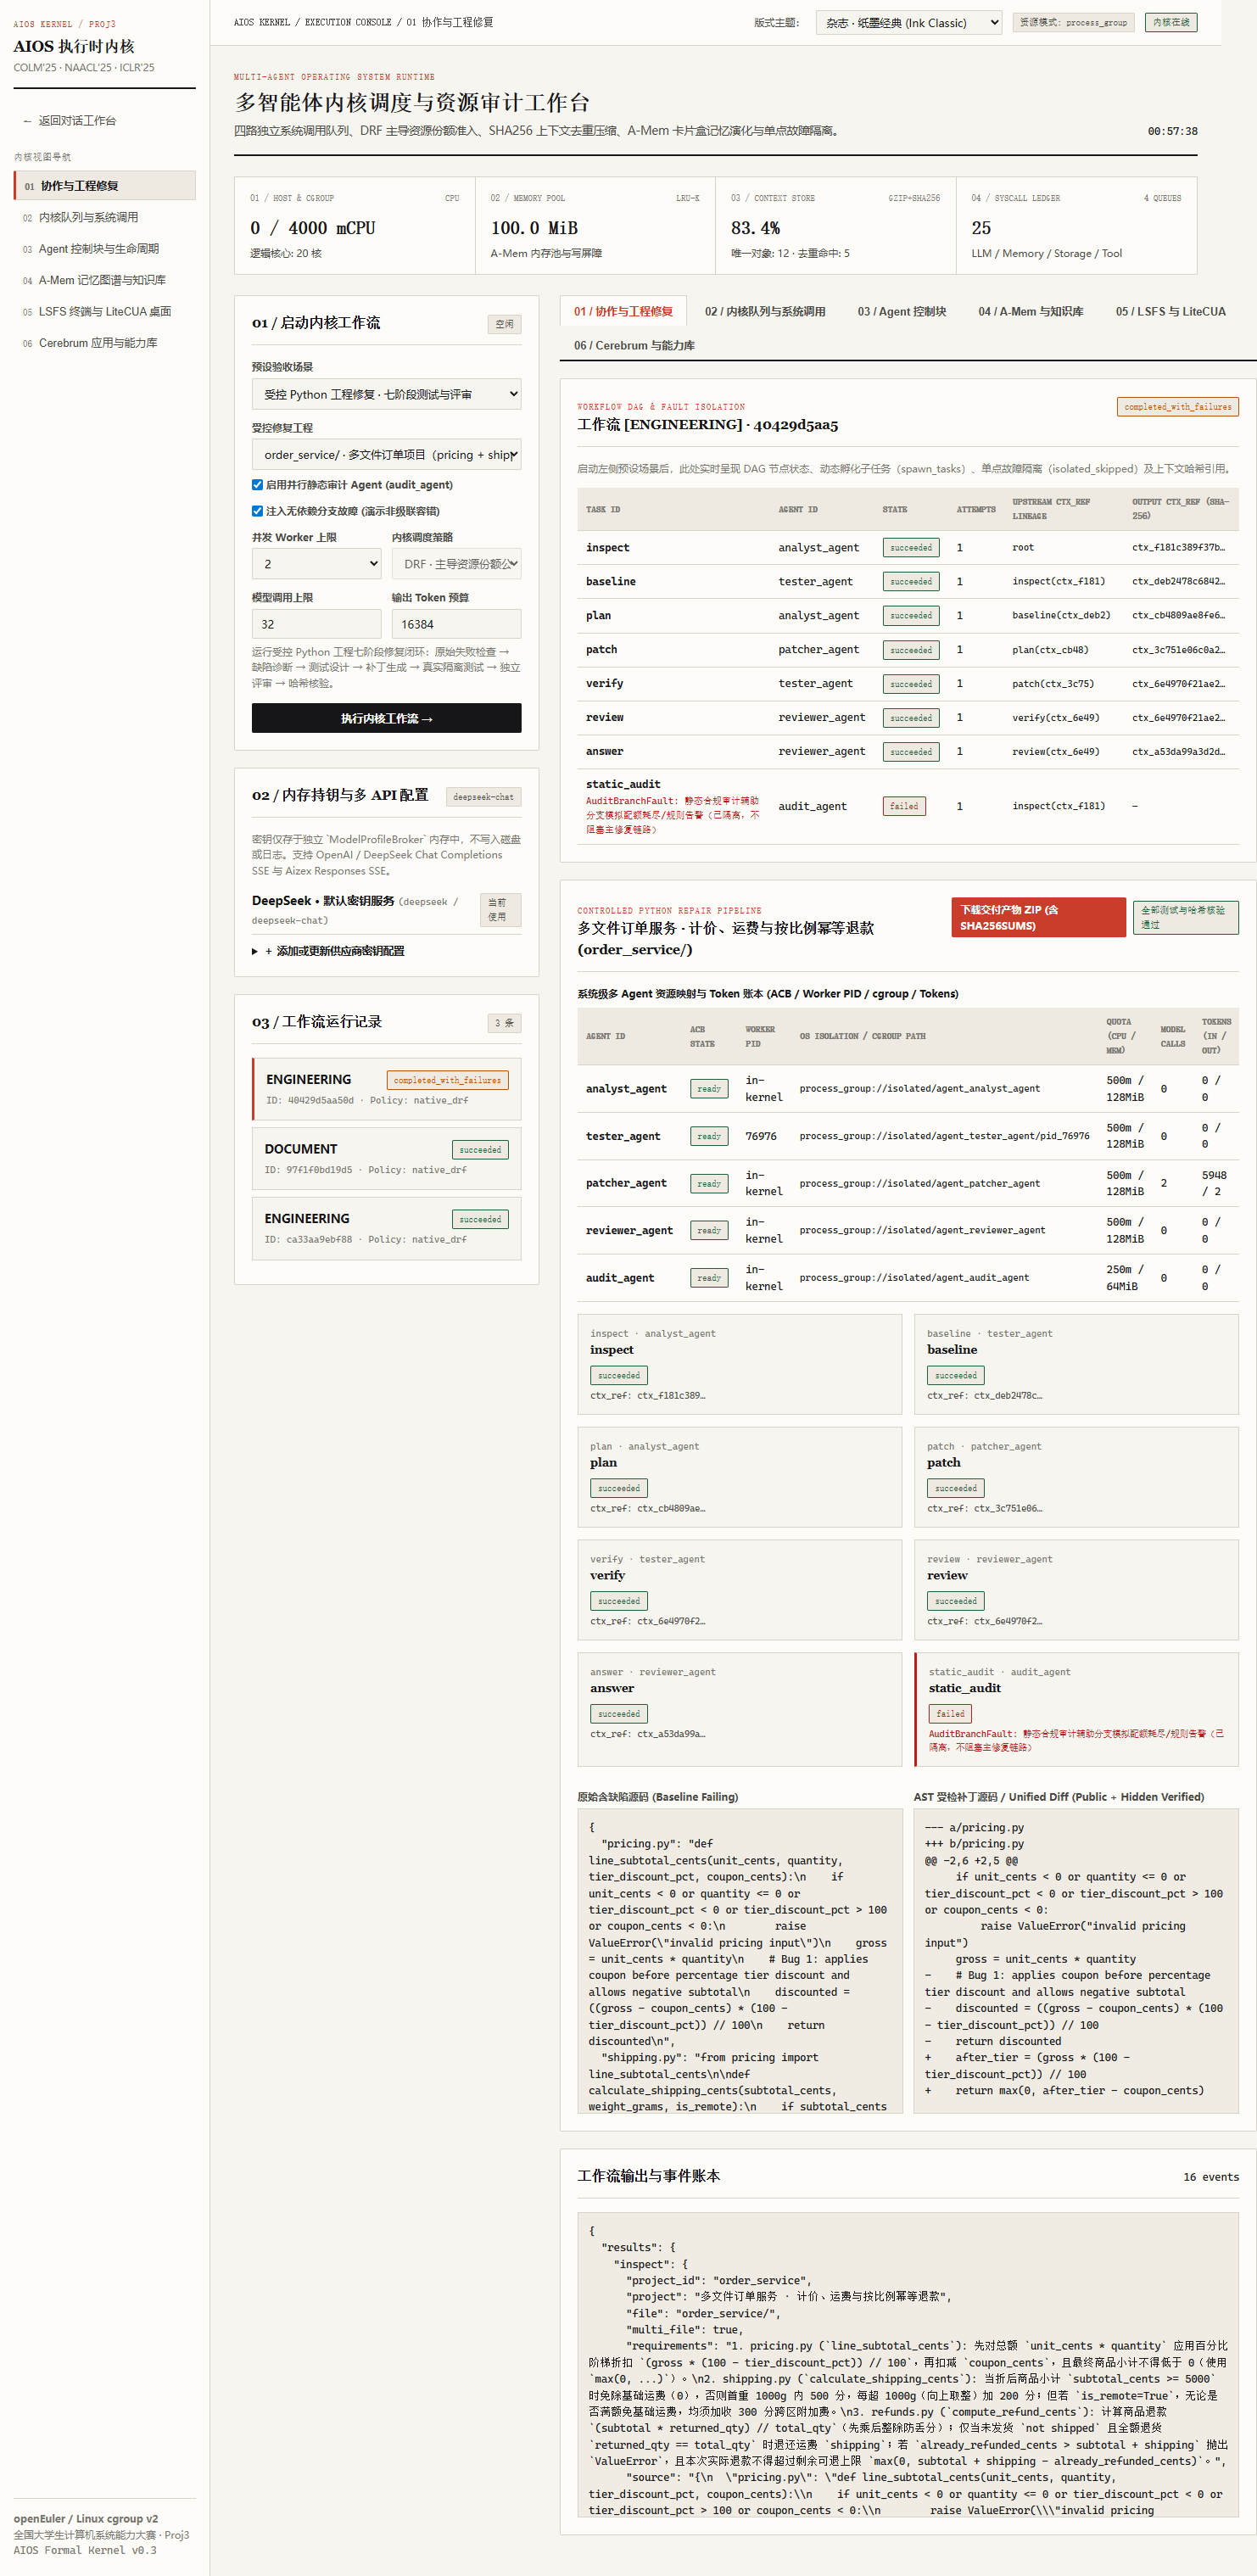 AIOS KERNEL / PROJ3
AIOS 执行时内核
COLM'25 · NAACL'25 · ICLR'25
← 返回对话工作台
内核视图导航
01 协作与工程修复
02 内核队列与系统调用
03 Agent 控制块与生命周期
04 A-Mem 记忆图谱与知识库
05 LSFS 终端与 LiteCUA 桌面
06 Cerebrum 应用与能力库
openEuler / Linux cgroup v2
全国大学生计算机系统能力大赛 · Proj3
AIOS Formal Kernel v0.3
AIOS KERNEL / EXECUTION CONSOLE / 01 协作与工程修复
版式主题:
杂志 · 纸墨经典 (Ink Classic)
资源模式: process_group
内核在线
MULTI-AGENT OPERATING SYSTEM RUNTIME
多智能体内核调度与资源审计工作台
四路独立系统调用队列、DRF 主导资源份额准入、SHA256 上下文去重压缩、A-Mem 卡片盒记忆演化与单点故障隔离。
00:57:38
01 / HOST & CGROUP CPU
0 / 4000 mCPU
逻辑核心: 20 核
02 / MEMORY POOL LRU-K
100.0 MiB
A-Mem 内存池与写屏障
03 / CONTEXT STORE GZIP+SHA256
83.4%
唯一对象: 12 · 去重命中: 5
04 / SYSCALL LEDGER 4 QUEUES
25
LLM / Memory / Storage / Tool
01 / 启动内核工作流 空闲
预设验收场景
受控 Python 工程修复 · 七阶段测试与评审
受控修复工程
order_service/ · 多文件订单项目 (pricing + ship
启用并行静态审计 Agent (audit_agent)
注入无依赖分支故障 (演示非级联容错)
并发 Worker 上限 内核调度策略
2 DRF · 主导资源份额公
模型调用上限 输出 Token 预算
32 16384
运行受控 Python 工程七阶段修复闭环：原始失败检查 →
缺陷诊断 → 测试设计 → 补丁生成 → 真实隔离测试 → 独立
评审 → 哈希核验。
执行内核工作流 →
02 / 内存持钥与多 API 配置 deepseek-chat
密钥仅存于独立 `ModelProfileBroker` 内存中，不写入磁盘
或日志。支持 OpenAI / DeepSeek Chat Completions
SSE 与 Aizex Responses SSE。
DeepSeek • 默认密钥服务 (deepseek /
deepseek-chat)
当前
使用
▶ + 添加或更新供应商密钥配置
03 / 工作流运行记录 3 条
ENGINEERING completed_with_failures
ID: 40429d5aa50d · Policy: native_drf
DOCUMENT succeeded
ID: 97f1f0bd19d5 · Policy: native_drf
ENGINEERING succeeded
ID: ca33aa9ebf88 · Policy: native_drf
01 / 协作与工程修复 02 / 内核队列与系统调用 03 / Agent 控制块 04 / A-Mem 与知识库 05 / LSFS 与 LiteCUA
06 / Cerebrum 与能力库
WORKFLOW DAG & FAULT ISOLATION
工作流 [ENGINEERING] · 40429d5aa5
completed_with_failures
启动左侧预设场景后，此处实时呈现 DAG 节点状态、动态孵化子任务 (spawn_tasks)、单点故障隔离 (isolated_skipped) 及上下文哈希引用。
TASK ID AGENT ID STATE ATTEMPTS UPSTREAM CTX_REF LINEAGE OUTPUT CTX_REF (SHA-256)
inspect analyst_agent succeeded 1 root ctx_f181c389f37b…
baseline tester_agent succeeded 1 inspect(ctx_f181) ctx_deb2478c6842…
plan analyst_agent succeeded 1 baseline(ctx_deb2) ctx_cb4809ae8fe6…
patch patcher_agent succeeded 1 plan(ctx_cb48) ctx_3c751e06c0a2…
verify tester_agent succeeded 1 patch(ctx_3c75) ctx_6e4970f21ae2…
review reviewer_agent succeeded 1 verify(ctx_6e49) ctx_6e4970f21ae2…
answer reviewer_agent succeeded 1 review(ctx_6e49) ctx_a53da99a3d2d…
static_audit
AuditBranchFault: 静态合规审计辅助
分支模拟配额耗尽/规则告警 (已隔离，不
阻塞主修复链路)
audit_agent failed 1 inspect(ctx_f181) —
CONTROLLED PYTHON REPAIR PIPELINE
多文件订单服务 · 计价、运费与按比例幂等退款
(order_service/)
下载交付产物 ZIP (含
SHA256SUMS)
全部测试与哈希核验
通过
系统级多 Agent 资源映射与 Token 账本 (ACB / Worker PID / cgroup / Tokens)
AGENT ID ACB STATE WORKER PID OS ISOLATION / CGROUP PATH QUOTA (CPU / MEM) MODEL CALLS TOKENS (IN / OUT)
analyst_agent ready in-kernel process_group://isolated/agent_analyst_agent 500m / 128MiB 0 0 / 0
tester_agent ready 76976 process_group://isolated/agent_tester_agent/pid_76976 500m / 128MiB 0 0 / 0
patcher_agent ready in-kernel process_group://isolated/agent_patcher_agent 500m / 128MiB 2 5948 / 2
reviewer_agent ready in-kernel process_group://isolated/agent_reviewer_agent 500m / 128MiB 0 0 / 0
audit_agent ready in-kernel process_group://isolated/agent_audit_agent 250m / 64MiB 0 0 / 0
inspect · analyst_agent
inspect
succeeded
ctx_ref: ctx_f181c389…
baseline · tester_agent
baseline
succeeded
ctx_ref: ctx_deb2478c…
plan · analyst_agent
plan
succeeded
ctx_ref: ctx_cb4809ae…
patch · patcher_agent
patch
succeeded
ctx_ref: ctx_3c751e06…
verify · tester_agent
verify
succeeded
ctx_ref: ctx_6e4970f2…
review · reviewer_agent
review
succeeded
ctx_ref: ctx_6e4970f2…
answer · reviewer_agent
answer
succeeded
ctx_ref: ctx_a53da99a…
static_audit · audit_agent
static_audit
failed
AuditBranchFault: 静态合规审计辅助分支模拟配额耗尽/规则告警 (已
隔离，不阻塞主修复链路)
原始含缺陷源码 (Baseline Failing)
{
"pricing.py": "def
line_subtotal_cents(unit_cents, quantity,
tier_discount_pct, coupon_cents):\n    if
unit_cents < 0 or quantity <= 0 or
tier_discount_pct < 0 or tier_discount_pct > 100
or coupon_cents < 0:\n        raise
ValueError(\"invalid pricing input\")\n    gross
= unit_cents * quantity\n    # Bug 1: applies
coupon before percentage tier discount and
allows negative subtotal\n    discounted =
((gross - coupon_cents) * (100 -
tier_discount_pct)) // 100\n    return
discounted\n",
"shipping.py": "from pricing import
line_subtotal_cents\n\ndef
calculate_shipping_cents(subtotal_cents,
weight_grams, is_remote):\n    if subtotal_cents
AST 受检补丁源码 / Unified Diff (Public + Hidden Verified)
--- a/pricing.py
+++ b/pricing.py
@@ -2,6 +2,5 @@
if unit_cents < 0 or quantity <= 0 or
tier_discount_pct < 0 or tier_discount_pct > 100
or coupon_cents < 0:
raise ValueError("invalid pricing
input")
gross = unit_cents * quantity
-    # Bug 1: applies coupon before percentage
tier discount and allows negative subtotal
-    discounted = ((gross - coupon_cents) * (100
- tier_discount_pct)) // 100
-    return discounted
+    after_tier = (gross * (100 -
tier_discount_pct)) // 100
+    return max(0, after_tier - coupon_cents)
工作流输出与事件账本 16 events
{
"results": {
"inspect": {
"project_id": "order_service",
"project": "多文件订单服务 · 计价、运费与按比例幂等退款",
"file": "order_service/",
"multi_file": true,
"requirements": "1. pricing.py (`line_subtotal_cents`): 先对总额 `unit_cents * quantity` 应用百分比
阶梯折扣 `(gross * (100 - tier_discount_pct)) // 100`，再扣减 `coupon_cents`，且最终商品小计不得低于 0（使用
`max(0, ...)`）。\n2. shipping.py (`calculate_shipping_cents`): 当折后商品小计 `subtotal_cents >= 5000`
时免除基础运费（0），否则首重 1000g 内 500 分，每超 1000g（向上取整）加 200 分；但若 `is_remote=True`，无论是
否满额免基础运费，均须加收 300 分跨区附加费。\n3. refunds.py (`compute_refund_cents`): 计算商品退款
`(subtotal * returned_qty) // total_qty`（先乘后整除防丢分）；仅当未发货 `not shipped` 且全额退货
`returned_qty == total_qty` 时退还运费 `shipping`；若 `already_refunded_cents > subtotal + shipping` 抛出
`ValueError`，且本次实际退款不得超过剩余可退上限 `max(0, subtotal + shipping - already_refunded_cents)`。",
"source": "{\n  \"pricing.py\": \"def line_subtotal_cents(unit_cents, quantity,
tier_discount_pct, coupon_cents):\\n    if unit_cents < 0 or quantity <= 0 or tier_discount_pct < 0 or
tier_discount_pct > 100 or coupon_cents < 0:\\n        raise ValueError(\\\"invalid pricing